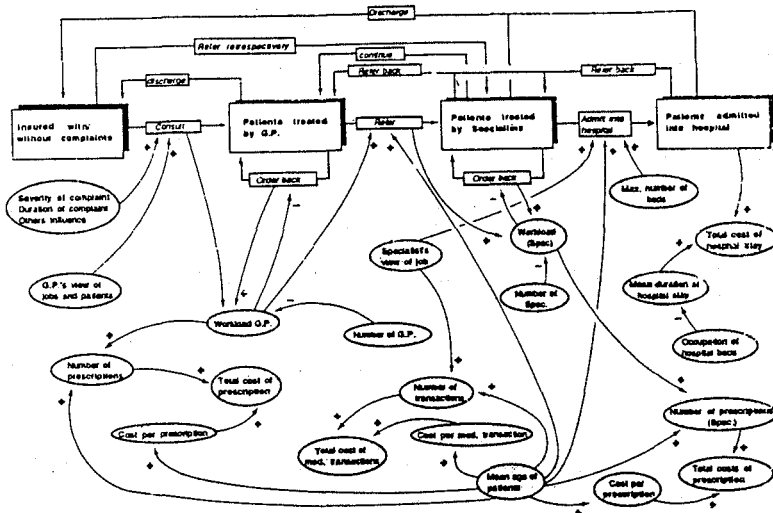 Discharge
Refer retrospectively
continue
Refer back
Refer back
discharge
Insured with/
without complaints
Consult
Patients treated
by G.P.
Refer
Patients treated
by Specialists
Admit into
hospital
Patients admitted
into hospital
Order back
Order back
Severity of complaint
Duration of complaint
Others influence
Max. number of
beds
Workload
(Spec)
Total cost of
hospital stay
Specialist's
view of job
G.P.'s view of
jobs and patients
Number of
Spec.
Mean duration of
hospital stay
Workload G.P.
Number of G.P.
Occupation of
hospital beds
Number of
prescriptions
Total cost of
prescription
Number of
transactions
Number of prescriptions
(Spec.)
Cost per prescription
Cost per med. transaction
Total cost of
med. transactions
Mean age of
patients
Cost per
prescription
Total costs of
prescription